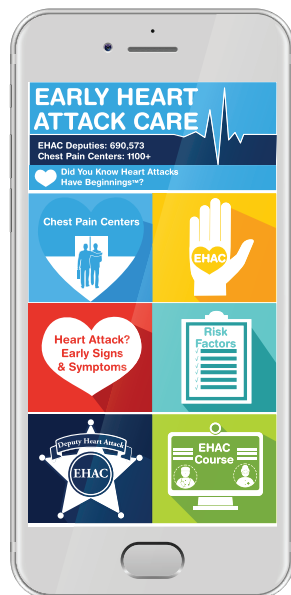 EARLY HEART
ATTACK CARE
EHAC Deputies: 690,573
Chest Pain Centers: 1100+
Did You Know Heart Attacks
Have Beginnings™?
Chest Pain Centers
EHAC
Heart Attack?
Early Signs
& Symptoms
Risk
Factors
Deputy Heart Attack
EHAC
EHAC
Course